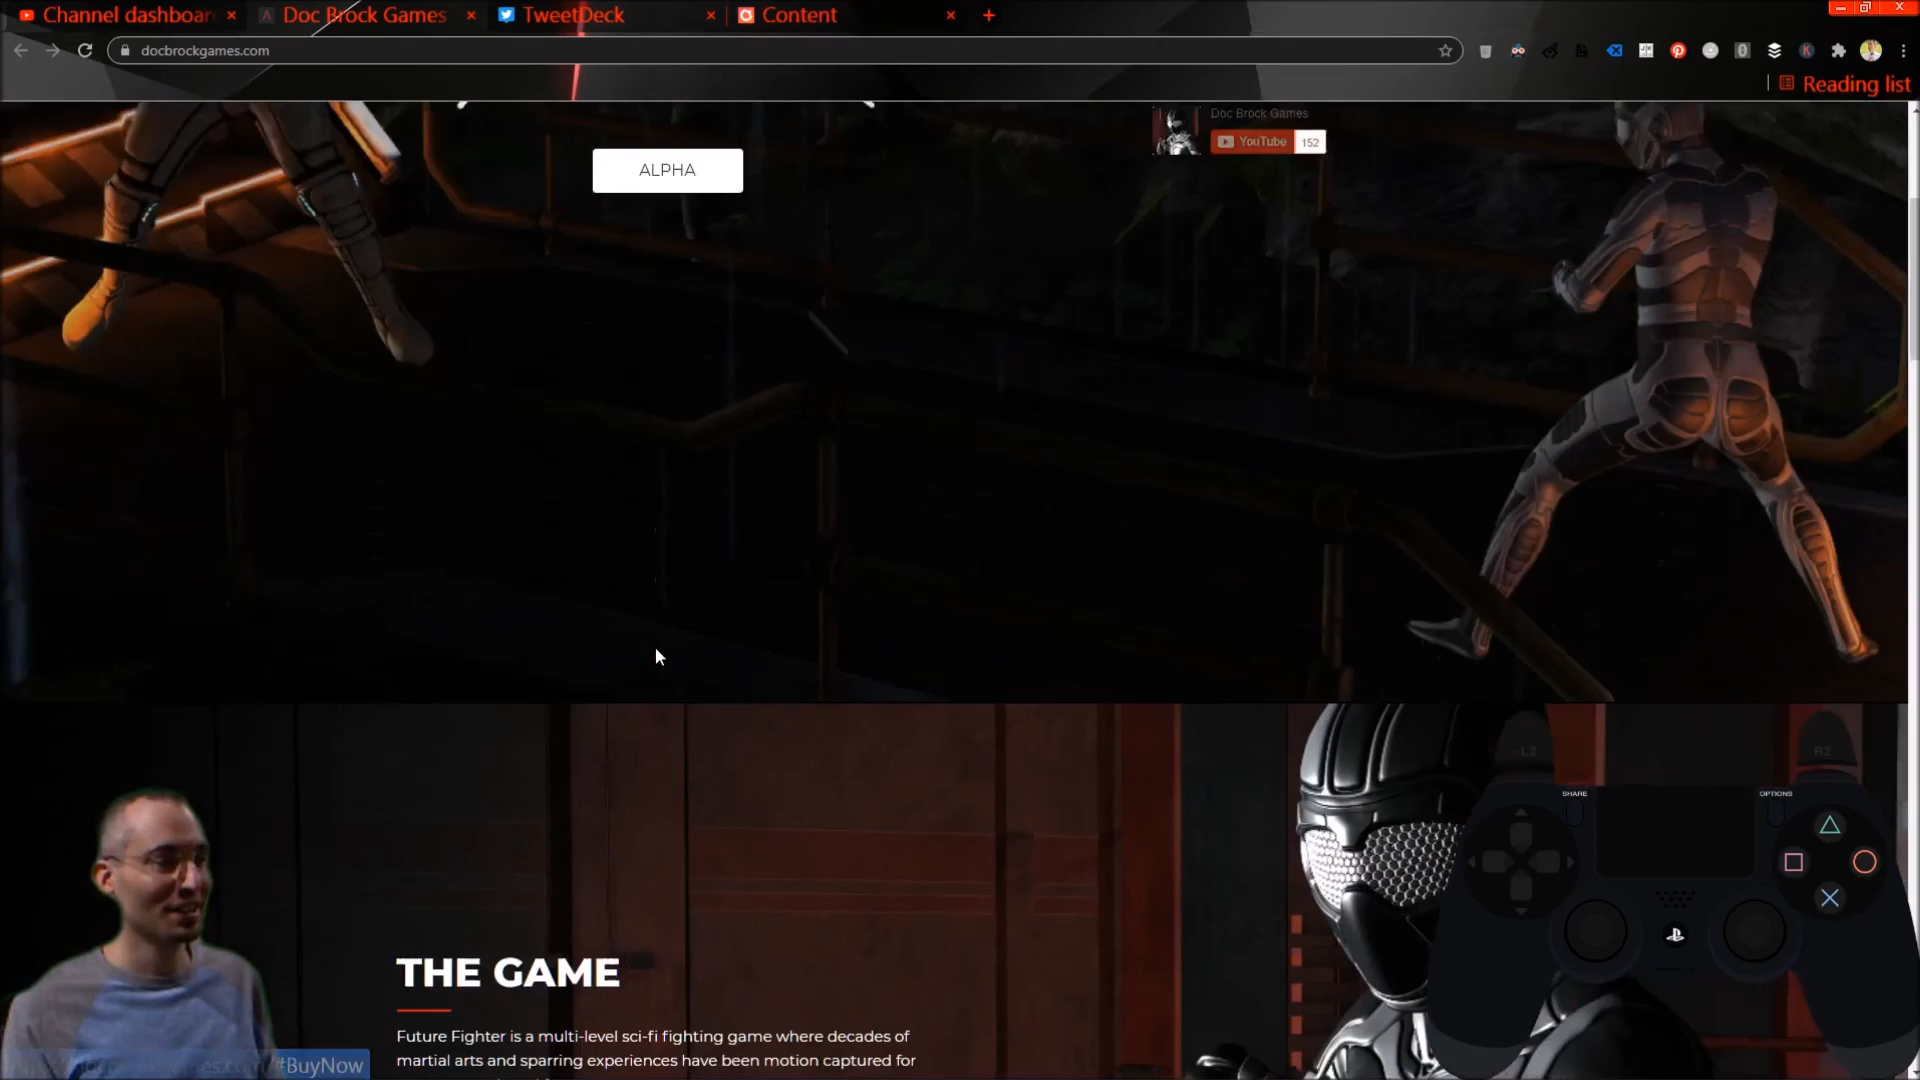 Channel dashboar
Doc Brock Games
TweetDeck
Content
docbrockgames.com
Reading list
Doc Brock Games
YouTube 152
ALPHA
L2
R2
SHARE
OPTIONS
THE GAME
Future Fighter is a multi-level sci-fi fighting game where decades of
martial arts and sparring experiences have been motion captured for
#BuyNow